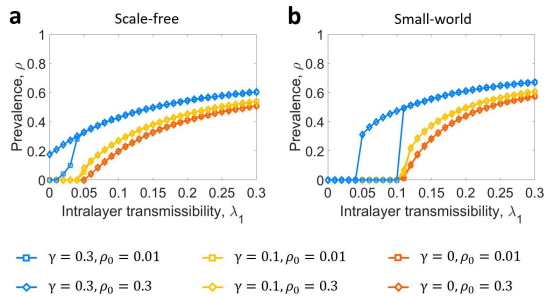 a Scale-free
b Small-world
Prevalence, ρ
1
0.8
0.6
0.4
0.2
0
0 0.05 0.1 0.15 0.2 0.25 0.3
Intralayer transmissibility, λ₁
Prevalence, ρ
1
0.8
0.6
0.4
0.2
0
0 0.05 0.1 0.15 0.2 0.25 0.3
Intralayer transmissibility, λ₁
γ = 0.3, ρ₀ = 0.01 γ = 0.1, ρ₀ = 0.01 γ = 0, ρ₀ = 0.01
γ = 0.3, ρ₀ = 0.3 γ = 0.1, ρ₀ = 0.3 γ = 0, ρ₀ = 0.3